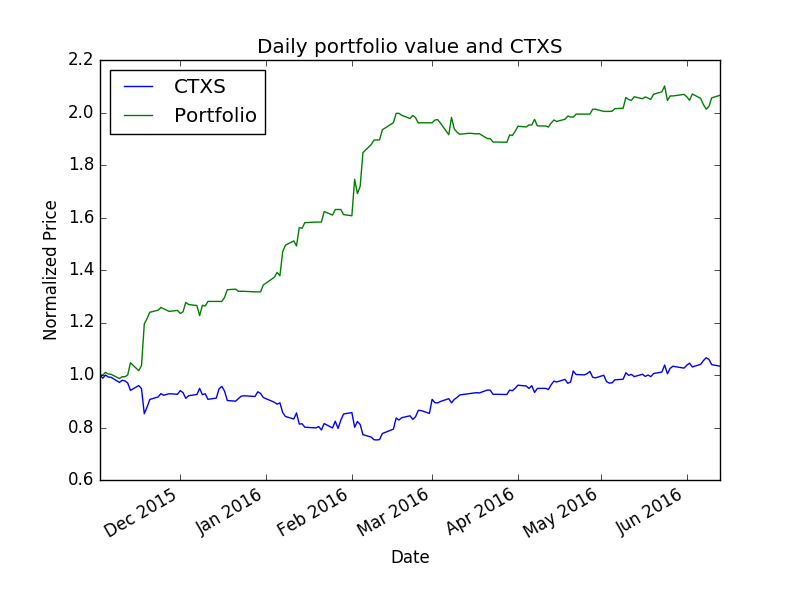 Daily portfolio value and CTXS
2.2
2.0
1.8
1.6
1.4
1.2
1.0
0.8
0.6
Normalized Price
CTXS
Portfolio
Dec 2015
Jan 2016
Feb 2016
Mar 2016
Apr 2016
May 2016
Jun 2016
Date